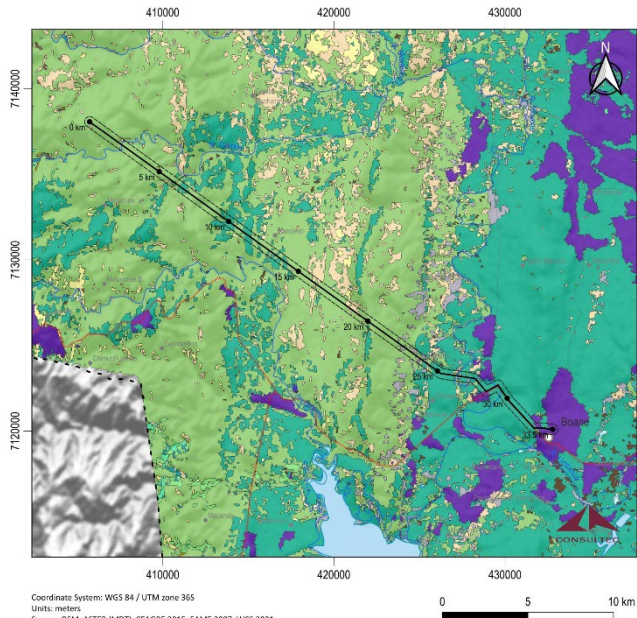 410000
420000
430000
N
7140000
0 km
5 km
10 km
7130000
15 km
20 km
25 km
30 km
Boane
33.5 km
7120000
CONSULTEC
410000
420000
430000
Coordinate System: WGS 84 / UTM zone 36S
Units: meters
0
5
10 km